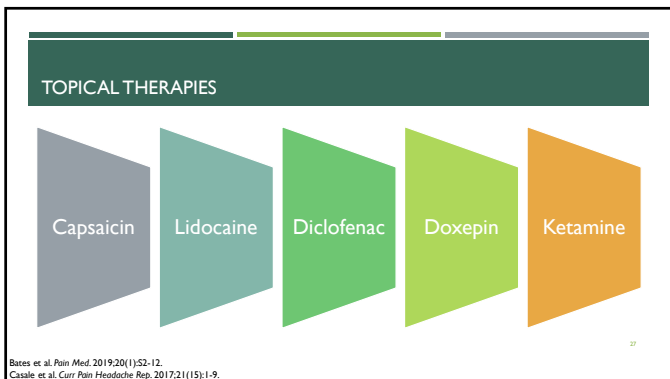 TOPICAL THERAPIES
Capsaicin
Lidocaine
Diclofenac
Doxepin
Ketamine
27
Bates et al. Pain Med. 2019;20(1):S2-12.
Casale et al. Curr Pain Headache Rep. 2017;21(15):1-9.